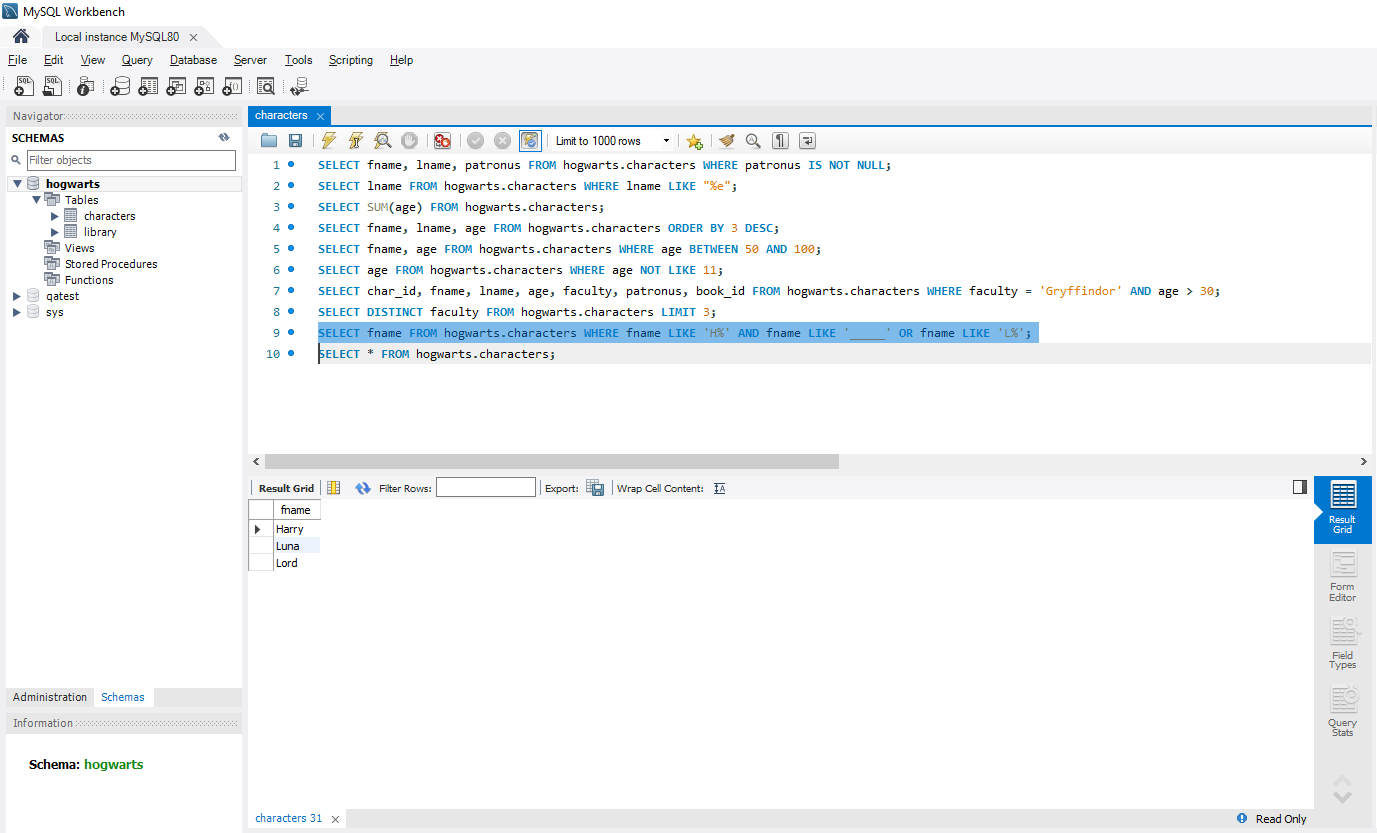 MySQL Workbench
Local instance MySQL80
File Edit View Query Database Server Tools Scripting Help
Navigator
SCHEMAS
Filter objects
hogwarts
Tables
characters
library
Views
Stored Procedures
Functions
qatest
sys
Administration Schemas
Information
Schema: hogwarts
characters
Limit to 1000 rows
1 SELECT fname, lname, patronus FROM hogwarts.characters WHERE patronus IS NOT NULL;
2 SELECT lname FROM hogwarts.characters WHERE lname LIKE "%e";
3 SELECT SUM(age) FROM hogwarts.characters;
4 SELECT fname, lname, age FROM hogwarts.characters ORDER BY 3 DESC;
5 SELECT fname, age FROM hogwarts.characters WHERE age BETWEEN 50 AND 100;
6 SELECT age FROM hogwarts.characters WHERE age NOT LIKE 11;
7 SELECT char_id, fname, lname, age, faculty, patronus, book_id FROM hogwarts.characters WHERE faculty = 'Gryffindor' AND age > 30;
8 SELECT DISTINCT faculty FROM hogwarts.characters LIMIT 3;
9 SELECT fname FROM hogwarts.characters WHERE fname LIKE 'H%' AND fname LIKE '_____' OR fname LIKE 'L%';
10 SELECT * FROM hogwarts.characters;
Result Grid Filter Rows: Export: Wrap Cell Content:
fname
Harry
Luna
Lord
Result
Grid
Form
Editor
Field
Types
Query
Stats
characters 31
Read Only